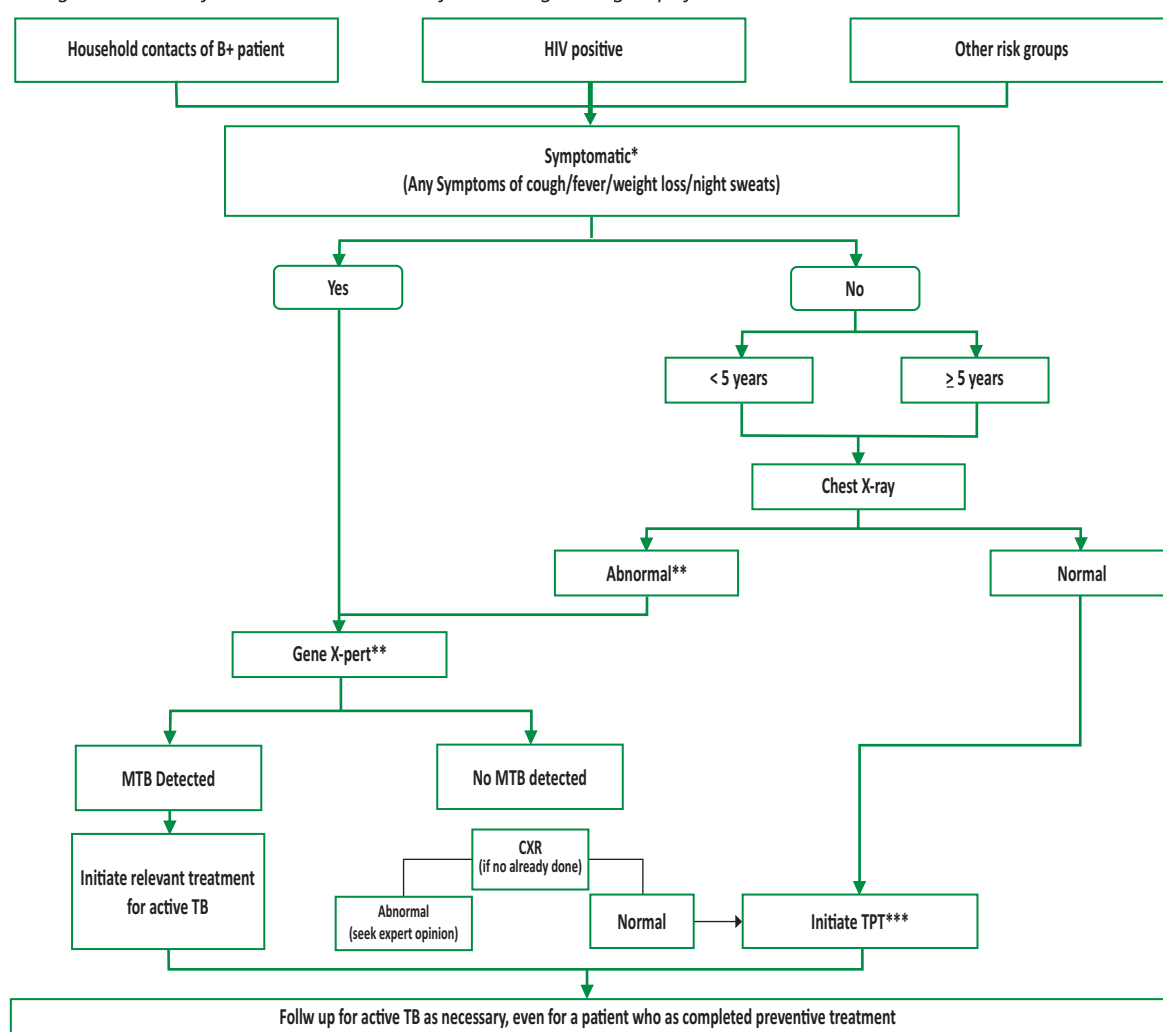 Household contacts of B+ patient
HIV positive
Other risk groups
Symptomatic*
(Any Symptoms of cough/fever/weight loss/night sweats)
Yes
No
< 5 years
≥ 5 years
Chest X-ray
Abnormal**
Normal
Gene X-pert**
MTB Detected
No MTB detected
CXR
(if no already done)
Initiate relevant treatment
for active TB
Abnormal
(seek expert opinion)
Normal
Initiate TPT***
Follw up for active TB as necessary, even for a patient who as completed preventive treatment